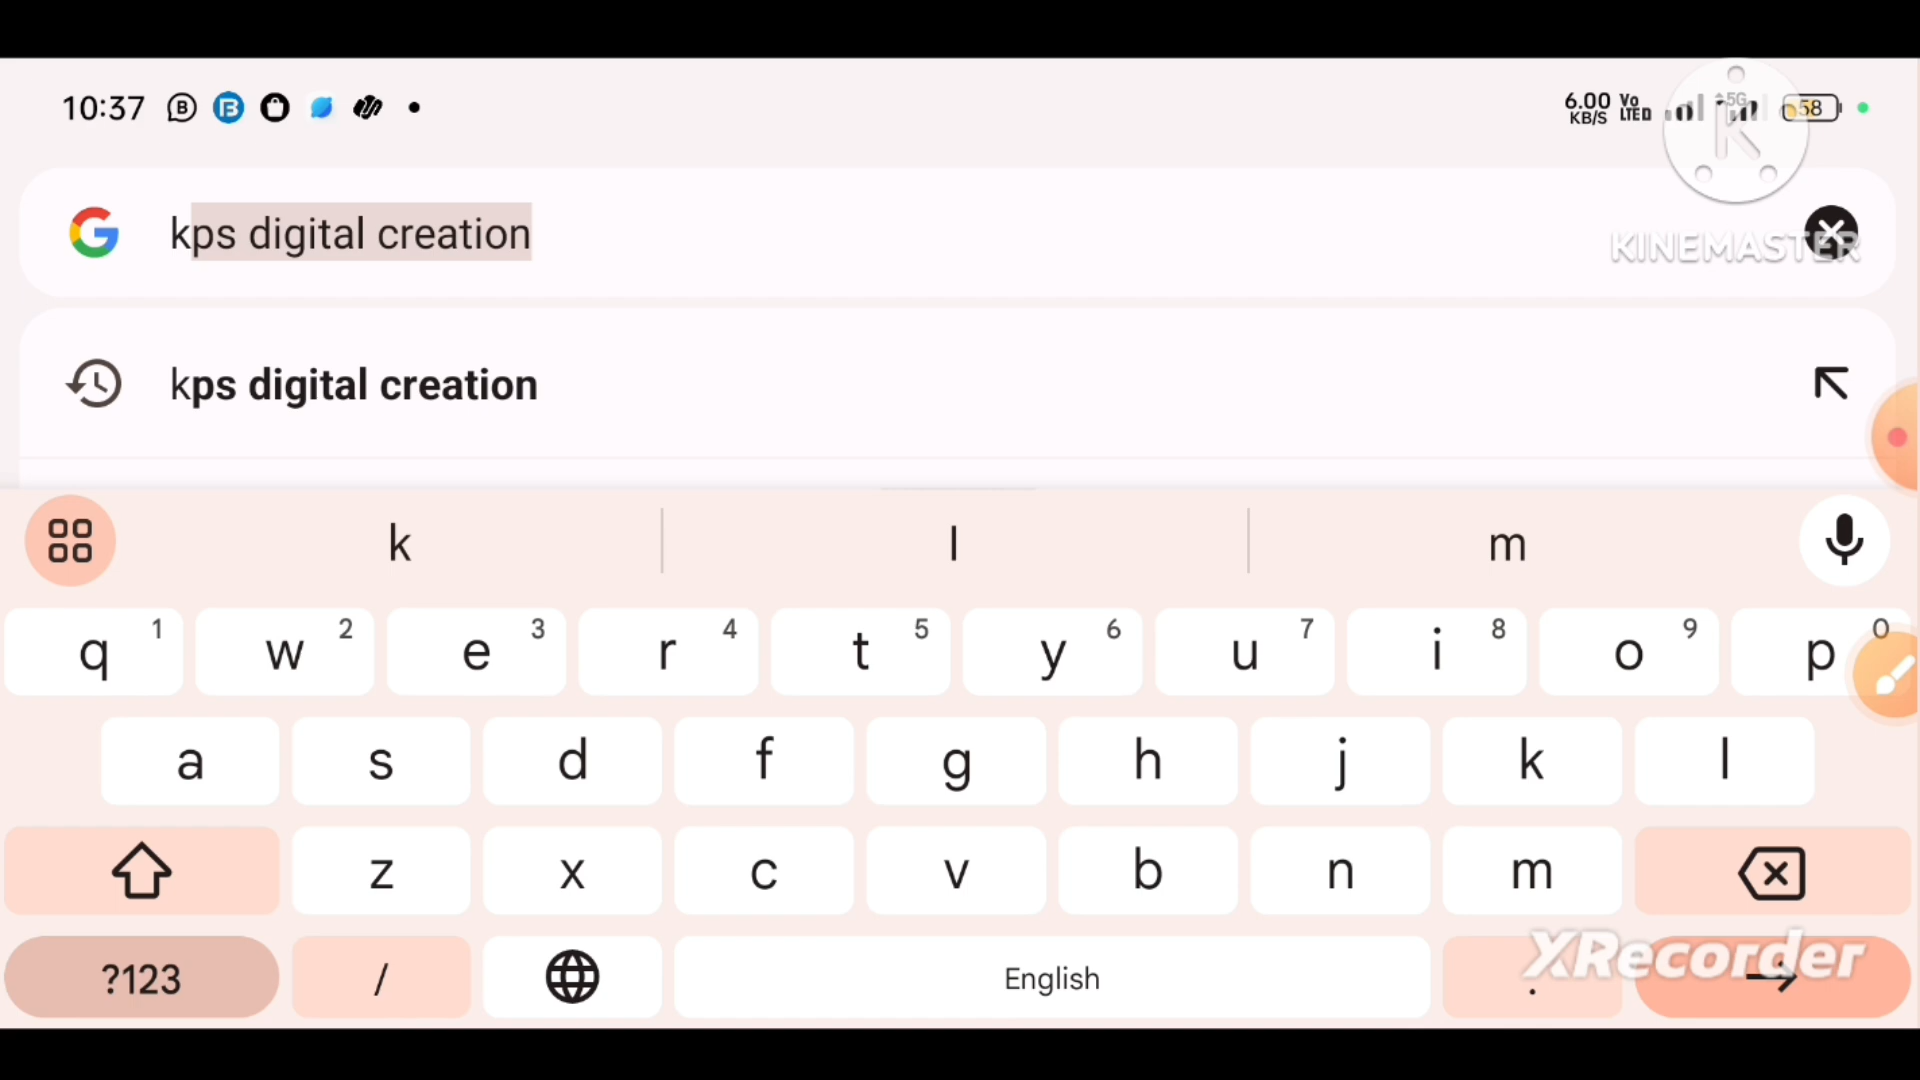 10:37
6.00 KB/S Vo LTE D 5G 58
K
KINEMASTER
kps digital creation
kps digital creation
k l m
q 1 w 2 e 3 r 4 t 5 y 6 u 7 i 8 o 9 p 0
a s d f g h j k l
z x c v b n m
?123 / English .
XRecorder